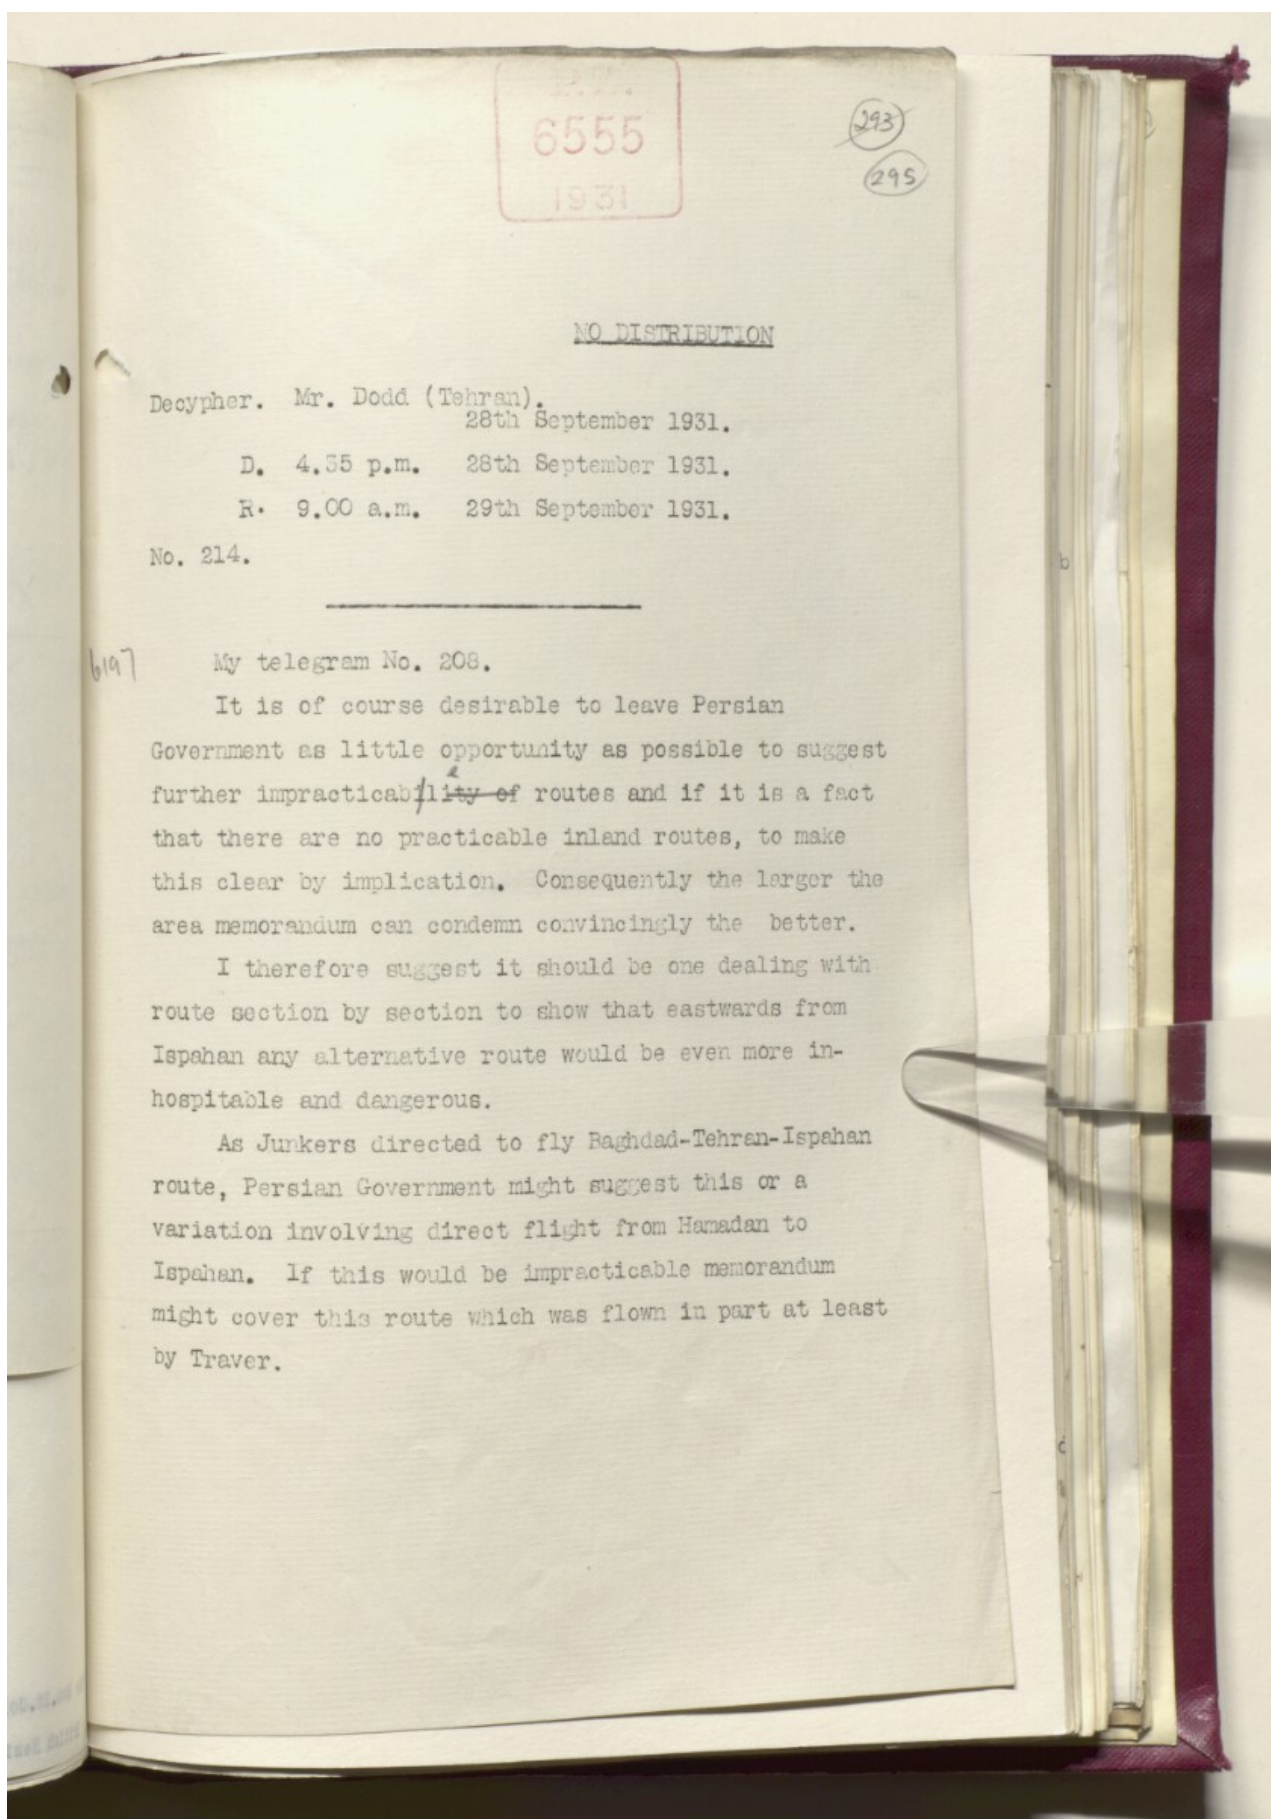 P.Z.
6555
1931
293
295
NO DISTRIBUTION
Decypher. Mr. Dodd (Tehran).
28th September 1931.
D. 4.35 p.m. 28th September 1931.
R. 9.00 a.m. 29th September 1931.
No. 214.
6197
My telegram No. 208.
It is of course desirable to leave Persian
Government as little opportunity as possible to suggest
further impracticable routes and if it is a fact
that there are no practicable inland routes, to make
this clear by implication. Consequently the larger the
area memorandum can condemn convincingly the better.
I therefore suggest it should be one dealing with
route section by section to show that eastwards from
Ispahan any alternative route would be even more in-
hospitable and dangerous.
As Junkers directed to fly Baghdad-Tehran-Ispahan
route, Persian Government might suggest this or a
variation involving direct flight from Hamadan to
Ispahan. If this would be impracticable memorandum
might cover this route which was flown in part at least
by Traver.